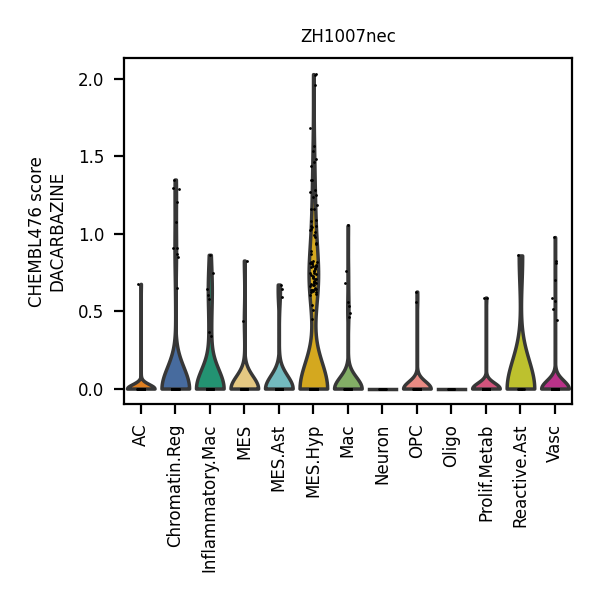 ZH1007nec
CHEMBL476 score
DACARBAZINE
2.0
1.5
1.0
0.5
0.0
AC
Chromatin.Reg
Inflammatory.Mac
MES
MES.Ast
MES.Hyp
Mac
Neuron
OPC
Oligo
Prolif.Metab
Reactive.Ast
Vasc